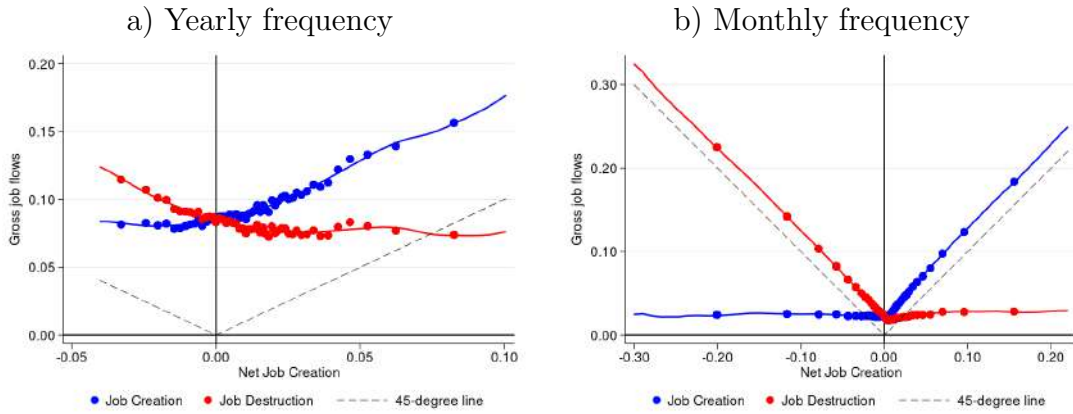 a) Yearly frequency
0.20
0.15
0.10
0.05
0.00
Gross job flows
-0.05 0.00 0.05 0.10
Net Job Creation
Job Creation Job Destruction 45-degree line
b) Monthly frequency
0.30
0.20
0.10
0.00
Gross job flows
-0.30 -0.20 -0.10 0.00 0.10 0.20
Net Job Creation
Job Creation Job Destruction 45-degree line